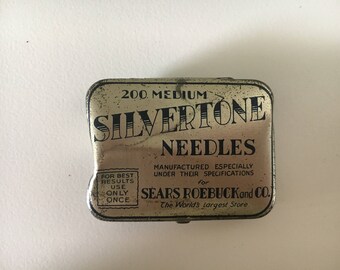 200 MEDIUM
SILVERTONE
NEEDLES
MANUFACTURED ESPECIALLY
UNDER THEIR SPECIFICATIONS
for
SEARS ROEBUCK and CO.
The World's Largest Store
FOR BEST
RESULTS
USE
ONLY
ONCE